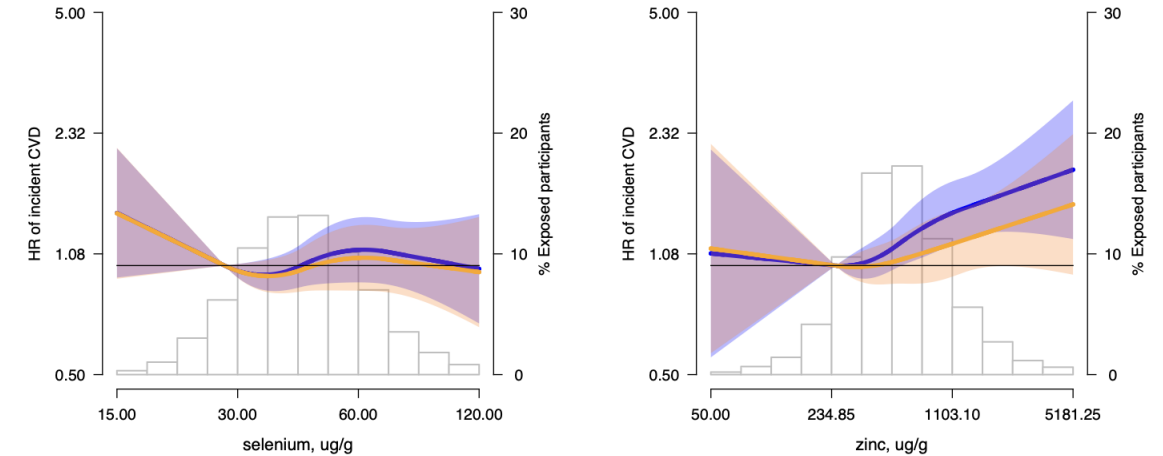 5.00
2.32
1.08
0.50
HR of incident CVD
30
20
10
0
% Exposed participants
15.00 30.00 60.00 120.00
selenium, ug/g
5.00
2.32
1.08
0.50
HR of incident CVD
30
20
10
0
% Exposed participants
50.00 234.85 1103.10 5181.25
zinc, ug/g